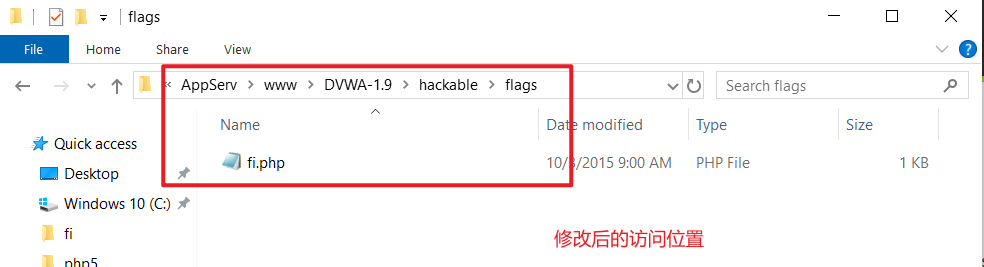 flags
File Home Share View
« AppServ > www > DVWA-1.9 > hackable > flags Search flags
Name Date modified Type Size
Quick access
fi.php 10/3/2015 9:00 AM PHP File 1 KB
Desktop
Windows 10 (C:)
fi
修改后的访问位置
php5